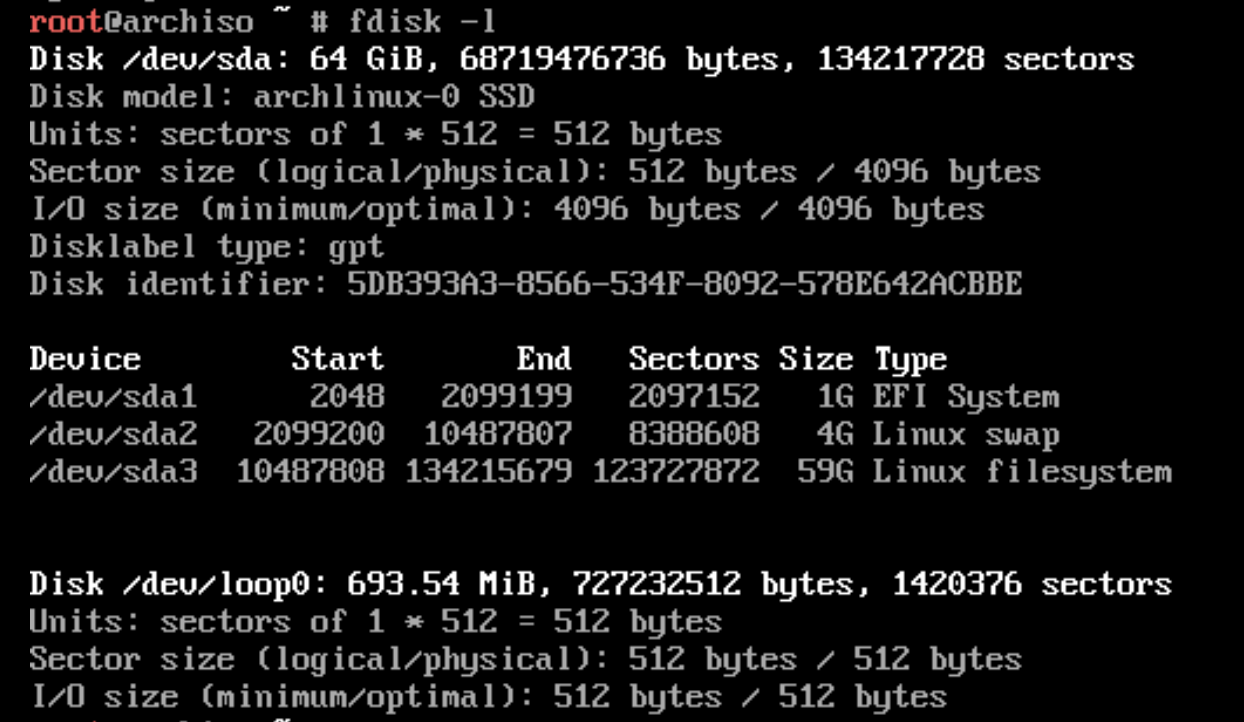 root@archiso ~ # fdisk -l
Disk /dev/sda: 64 GiB, 68719476736 bytes, 134217728 sectors
Disk model: archlinux-0 SSD
Units: sectors of 1 * 512 = 512 bytes
Sector size (logical/physical): 512 bytes / 4096 bytes
I/O size (minimum/optimal): 4096 bytes / 4096 bytes
Disklabel type: gpt
Disk identifier: 5DB393A3-8566-534F-8092-578E642ACBBE
Device Start End Sectors Size Type
/dev/sda1 2048 2099199 2097152 1G EFI System
/dev/sda2 2099200 10487807 8388608 4G Linux swap
/dev/sda3 10487808 134215679 123727872 59G Linux filesystem
Disk /dev/loop0: 693.54 MiB, 727232512 bytes, 1420376 sectors
Units: sectors of 1 * 512 = 512 bytes
Sector size (logical/physical): 512 bytes / 512 bytes
I/O size (minimum/optimal): 512 bytes / 512 bytes